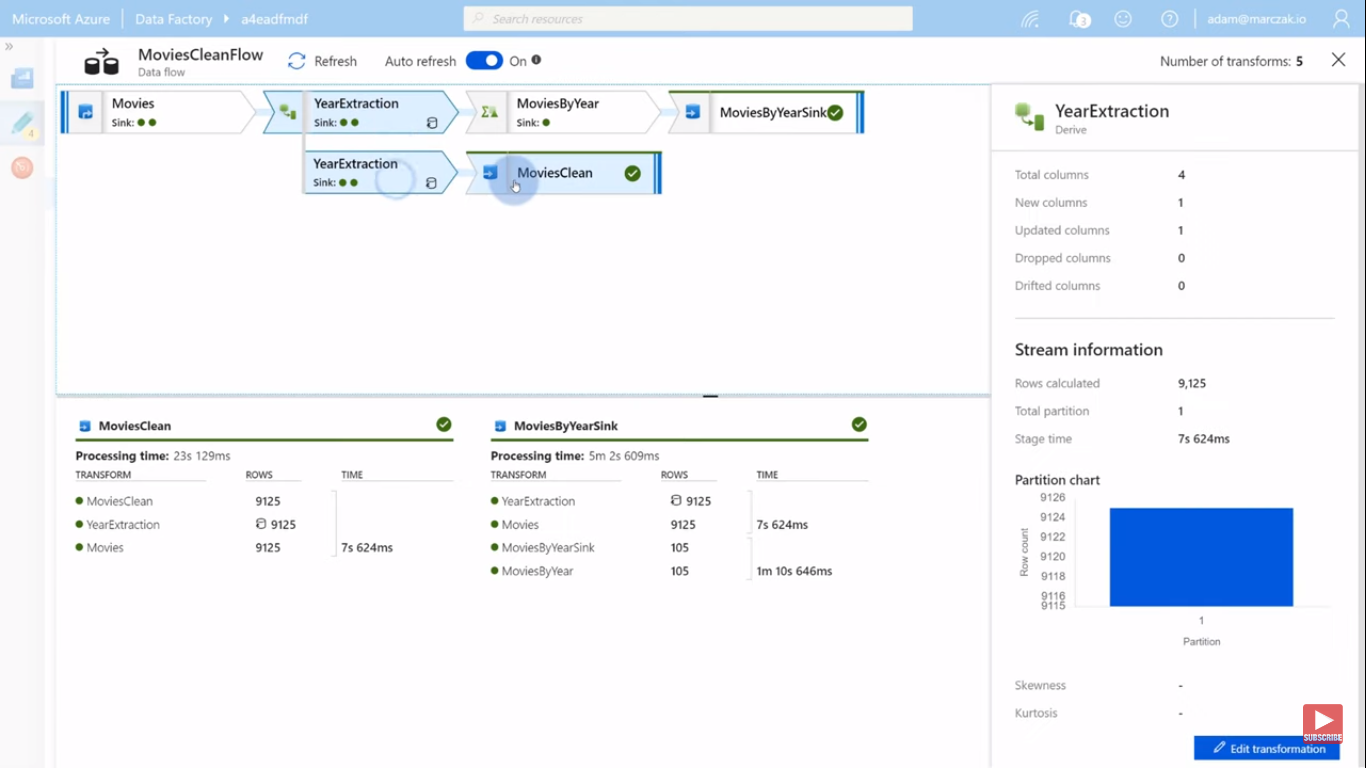 Microsoft Azure Data Factory a4eadfmdf Search resources 3 adam@marczak.io
»
MoviesCleanFlow
Data flow
Refresh Auto refresh On Number of transforms: 5
4
Movies
Sink:
YearExtraction
Sink:
MoviesByYear
Sink:
MoviesByYearSink
YearExtraction
Sink:
MoviesClean
MoviesClean
Processing time: 23s 129ms
TRANSFORM ROWS TIME
MoviesClean 9125
YearExtraction 9125
Movies 9125 7s 624ms
MoviesByYearSink
Processing time: 5m 2s 609ms
TRANSFORM ROWS TIME
YearExtraction 9125
Movies 9125 7s 624ms
MoviesByYearSink 105
MoviesByYear 105 1m 10s 646ms
YearExtraction
Derive
Total columns 4
New columns 1
Updated columns 1
Dropped columns 0
Drifted columns 0
Stream information
Rows calculated 9,125
Total partition 1
Stage time 7s 624ms
Partition chart
9126
9124
9122
9120
9118
9116
9115
Row count
1
Partition
Skewness -
Kurtosis -
SUBSCRIBE
Edit transformation